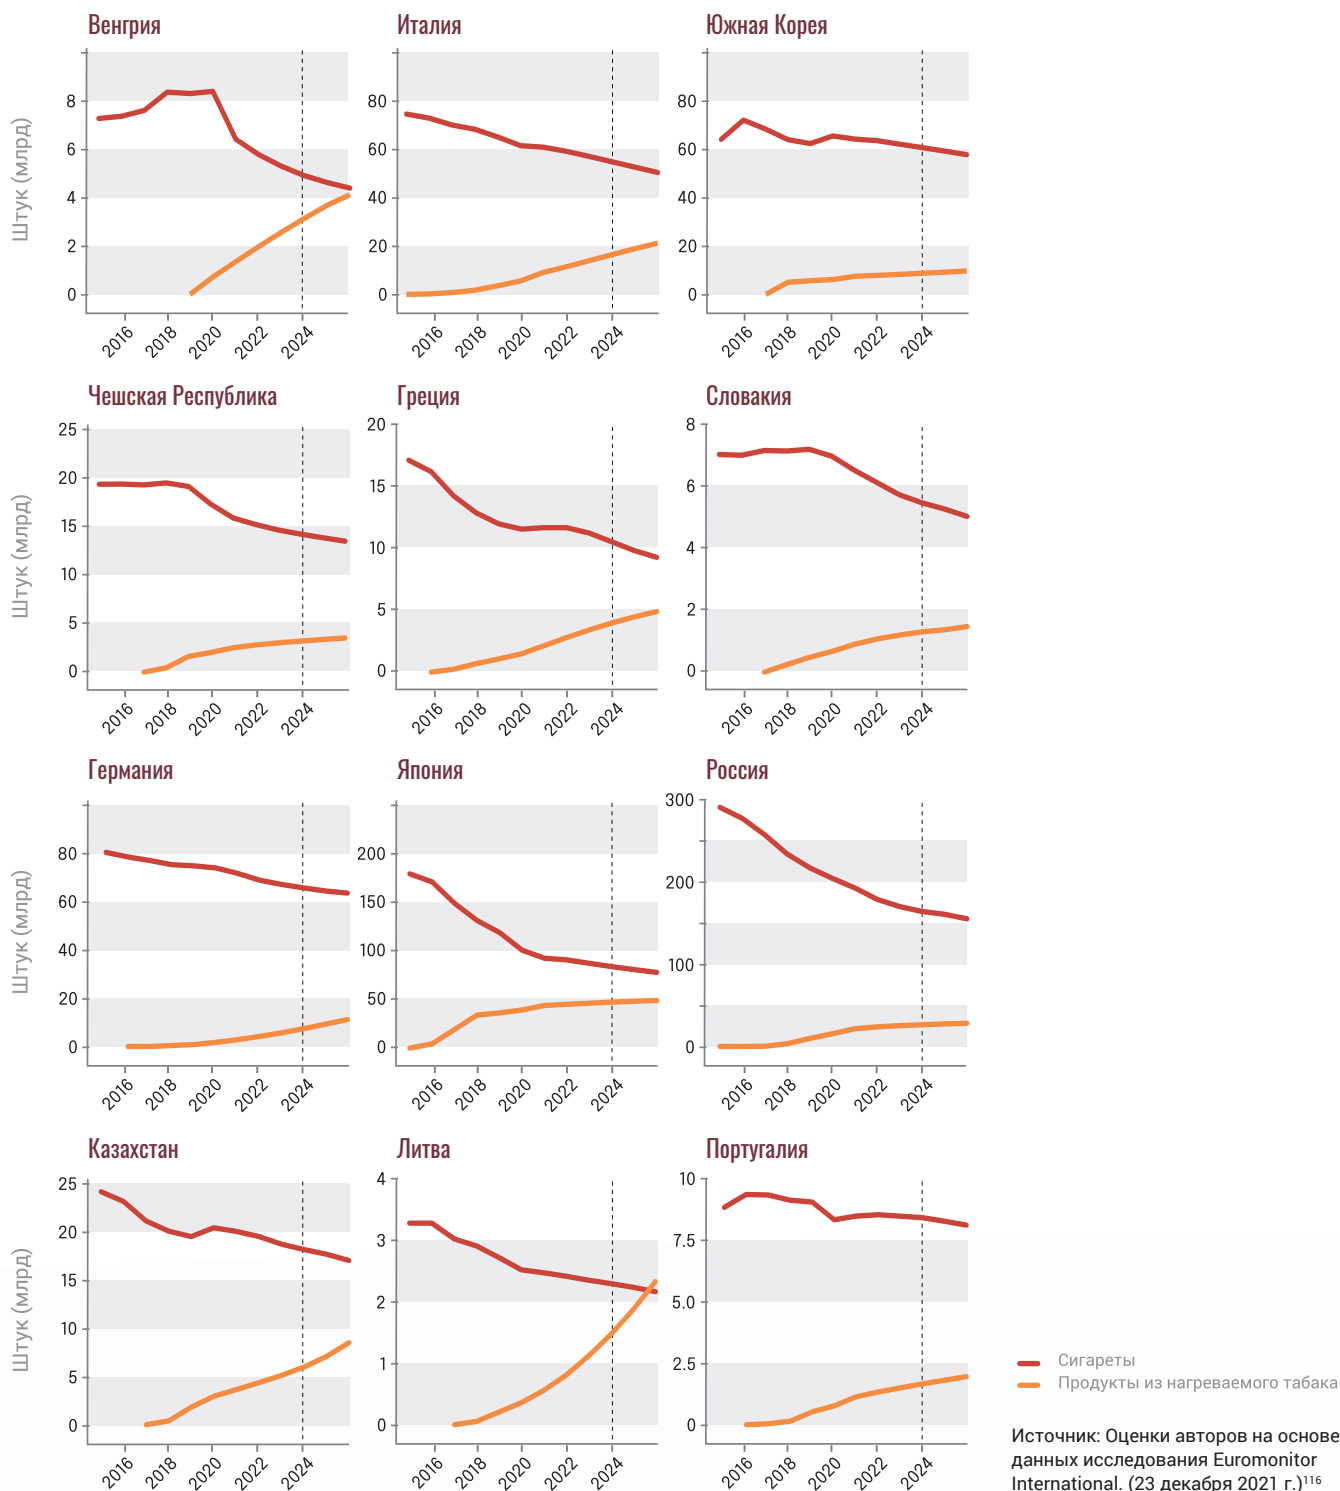 Венгрия
Италия
Южная Корея
Штук (млрд)
8
6
4
2
0
80
60
40
20
0
80
60
40
20
0
2016 2018 2020 2022 2024
2016 2018 2020 2022 2024
2016 2018 2020 2022 2024
Чешская Республика
Греция
Словакия
Штук (млрд)
25
20
15
10
5
0
20
15
10
5
0
8
6
4
2
0
2016 2018 2020 2022 2024
2016 2018 2020 2022 2024
2016 2018 2020 2022 2024
Германия
Япония
Россия
Штук (млрд)
80
60
40
20
0
200
150
100
50
0
300
200
100
0
2016 2018 2020 2022 2024
2016 2018 2020 2022 2024
2016 2018 2020 2022 2024
Казахстан
Литва
Португалия
Штук (млрд)
25
20
15
10
5
0
4
3
2
1
0
10
7.5
5.0
2.5
0
2016 2018 2020 2022 2024
2016 2018 2020 2022 2024
2016 2018 2020 2022 2024
Сигареты
Продукты из нагреваемого табака
Источник: Оценки авторов на основе
данных исследования Euromonitor
International. (23 декабря 2021 г.)¹¹⁶